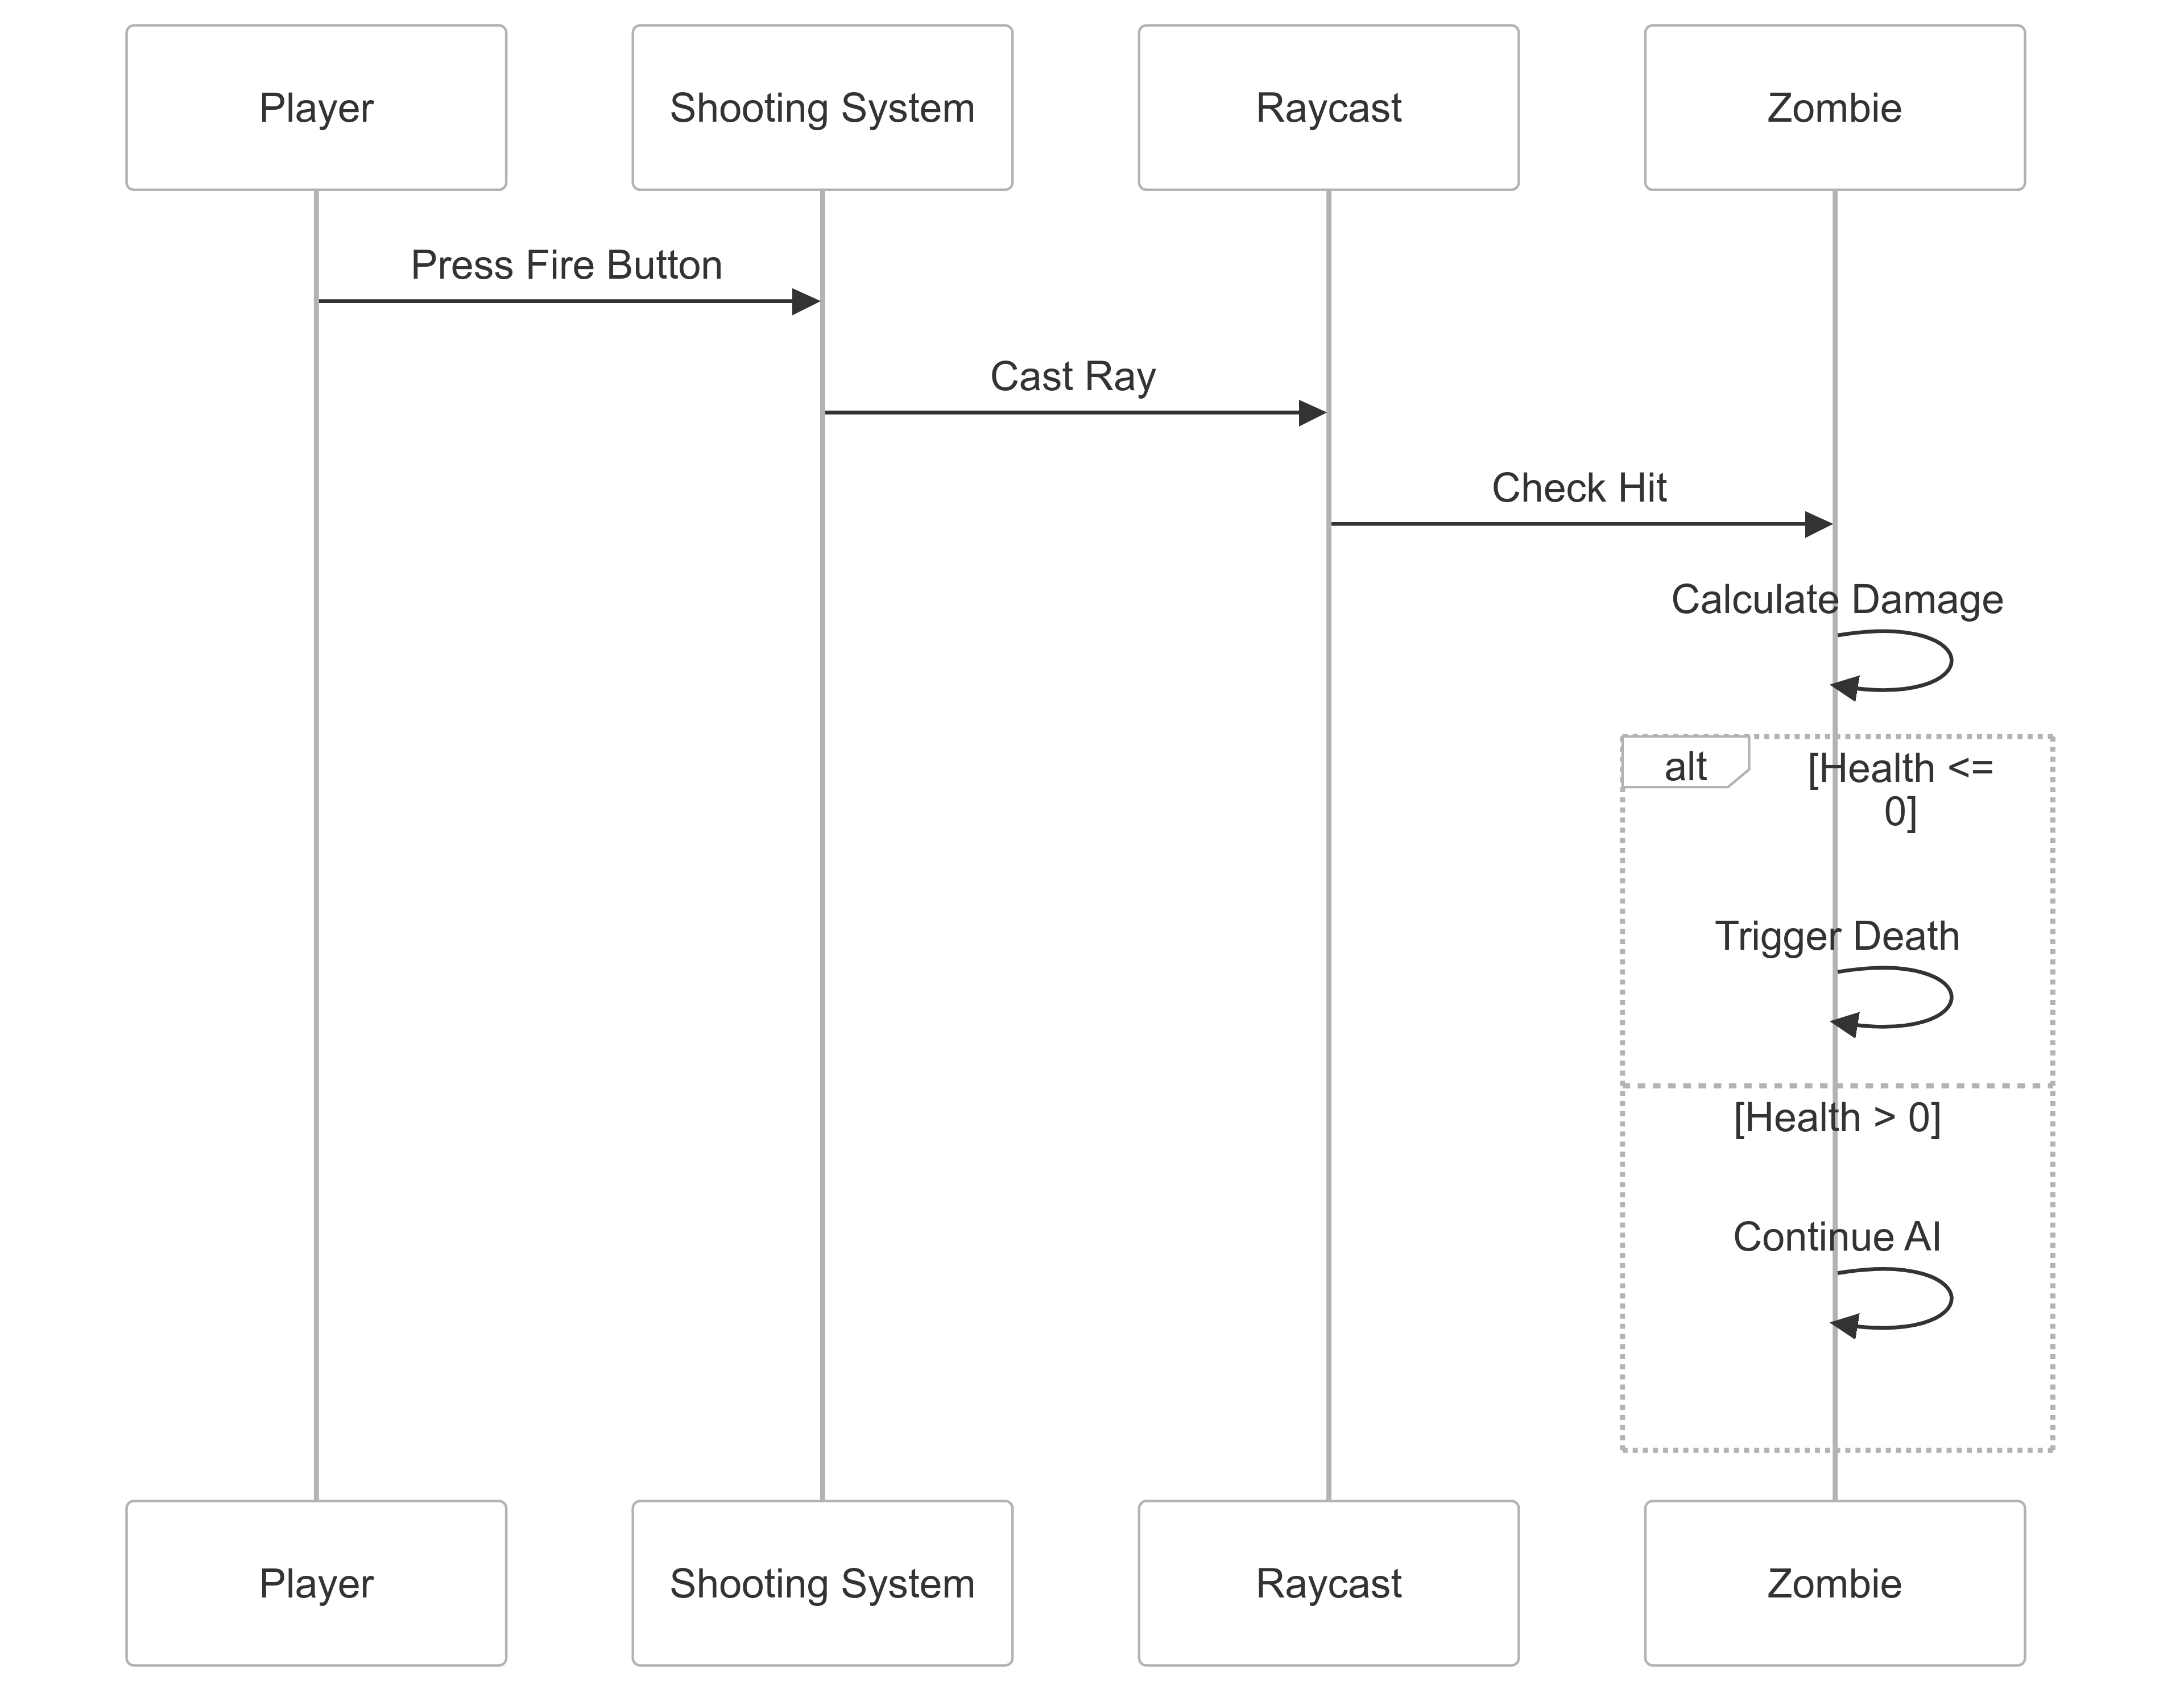 Player
Shooting System
Raycast
Zombie
Press Fire Button
Cast Ray
Check Hit
Calculate Damage
alt
[Health <=
0]
Trigger Death
[Health > 0]
Continue AI
Player
Shooting System
Raycast
Zombie